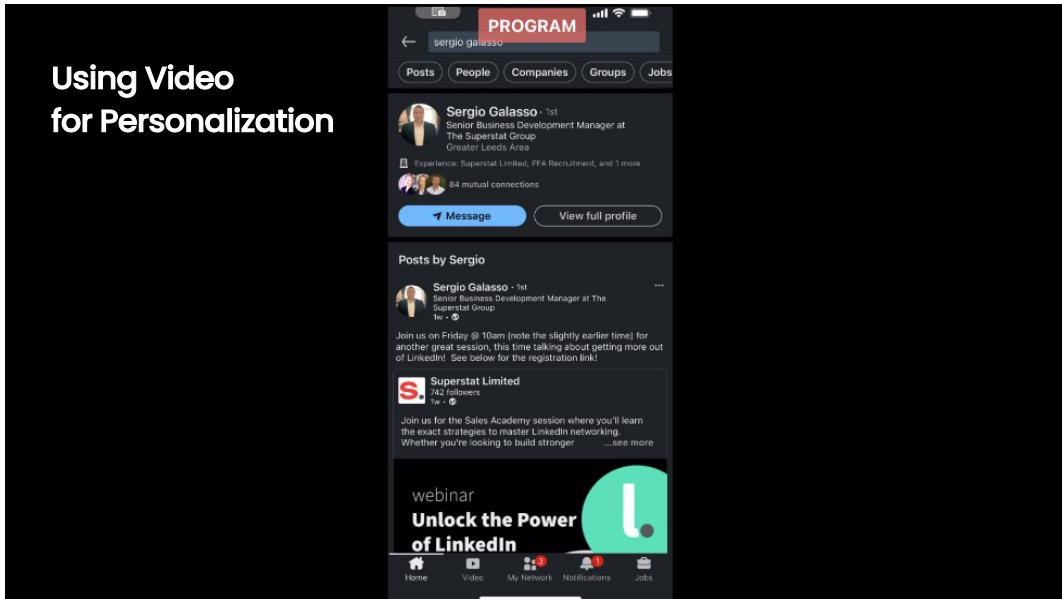 Using Video
for Personalization
PROGRAM
sergio galasso
Posts
People
Companies
Groups
Jobs
Sergio Galasso • 1st
Senior Business Development Manager at
The Superstat Group
Greater Leeds Area
Experience: Superstat Limited, PFA Recruitment, and 1 more
84 mutual connections
Message
View full profile
Posts by Sergio
Sergio Galasso • 1st
Senior Business Development Manager at The
Superstat Group
1w •
Join us on Friday @ 10am (note the slightly earlier time) for
another great session, this time talking about getting more out
of LinkedIn! See below for the registration link!
S.
Superstat Limited
742 followers
1w •
Join us for the Sales Academy session where you'll learn
the exact strategies to master LinkedIn networking.
Whether you're looking to build stronger ...see more
webinar
Unlock the Power
of LinkedIn
l.
3
1
Home
Video
My Network
Notifications
Jobs